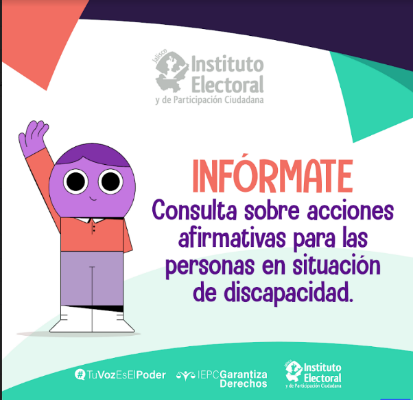 Jalisco
Instituto
Electoral
y de Participación Ciudadana
INFÓRMATE
Consulta sobre acciones
afirmativas para las
personas en situación
de discapacidad.
#TuVozEsElPoder
IEPCGarantiza
Derechos
Instituto
Electoral
y de Participación Ciudadana